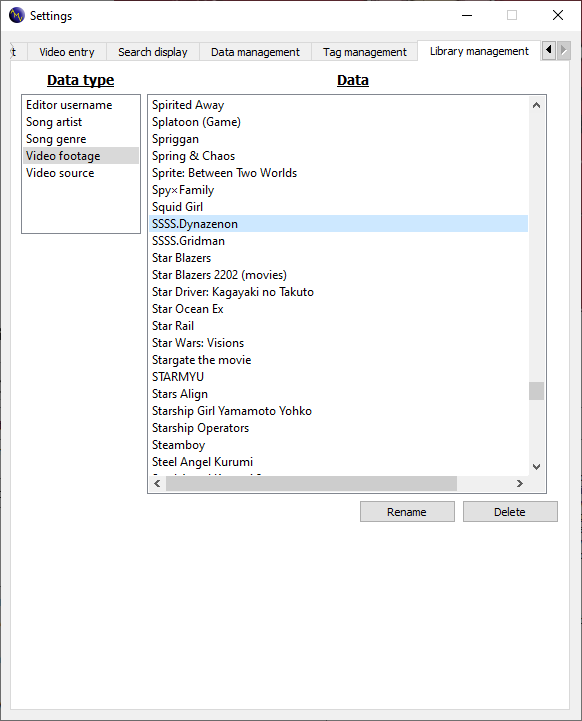 Settings
t
Video entry
Search display
Data management
Tag management
Library management
Data type
Editor username
Song artist
Song genre
Video footage
Video source
Data
Spirited Away
Splatoon (Game)
Spriggan
Spring & Chaos
Sprite: Between Two Worlds
Spy×Family
Squid Girl
SSSS.Dynazenon
SSSS.Gridman
Star Blazers
Star Blazers 2202 (movies)
Star Driver: Kagayaki no Takuto
Star Ocean Ex
Star Rail
Star Wars: Visions
Stargate the movie
STARMYU
Stars Align
Starship Girl Yamamoto Yohko
Starship Operators
Steamboy
Steel Angel Kurumi
Rename
Delete